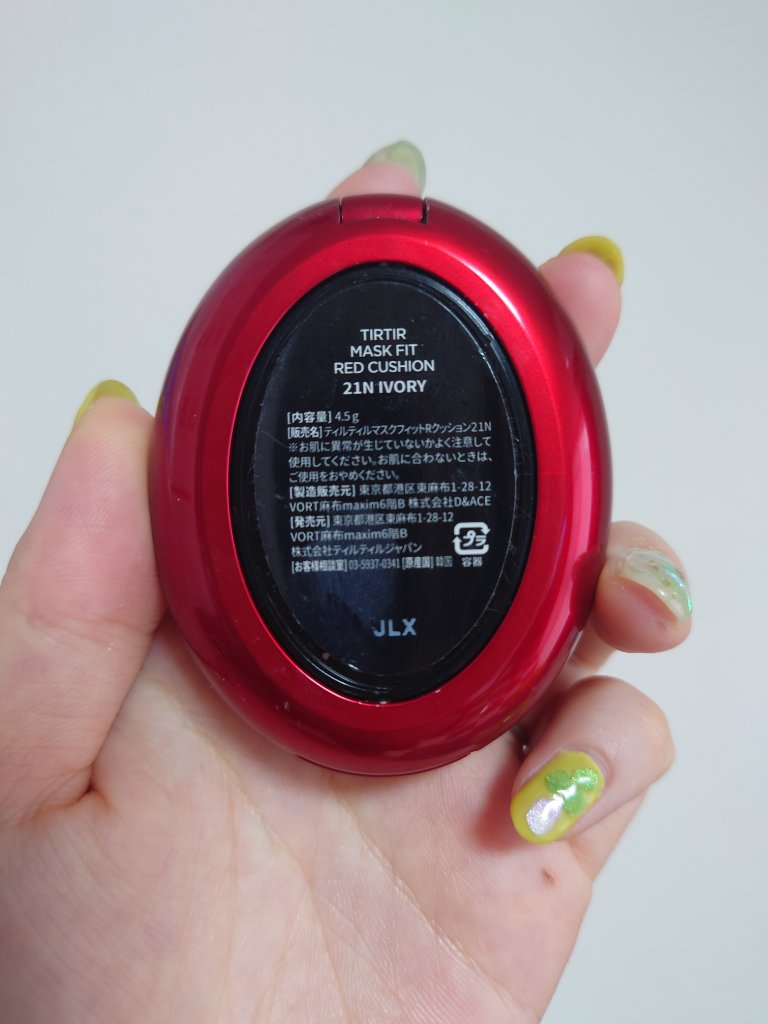 TIRTIR
MASK FIT
RED CUSHION
21N IVORY
[内容量] 4.5g
[販売名]ティルティルマスクフィットRクッション21N
※お肌に異常が生じていないかよく注意して
使用してください。お肌に合わないときは、
ご使用をおやめください。
[製造販売元] 東京都港区東麻布1-28-12
VORT麻布maxim6階B 株式会社D&ACE
[発売元] 東京都港区東麻布1-28-12
VORT麻布maxim6階B
株式会社ティルティルジャパン
[お客様相談室] 03-5937-0341 [原産国] 韓国
プラ
容器
JLX